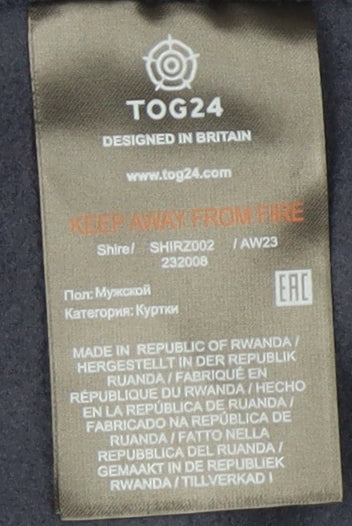 TOG24
DESIGNED IN BRITAIN
www.tog24.com
KEEP AWAY FROM FIRE
Shire/ SHIRZ002 / AW23
232008
Пол: Мужской
Категория: Куртки
EAC
MADE IN REPUBLIC OF RWANDA /
HERGESTELLT IN DER REPUBLIK
RUANDA / FABRIQUÉ EN
RÉPUBLIQUE DU RWANDA / HECHO
EN LA REPÚBLICA DE RUANDA /
FABRICADO NA REPÚBLICA DE
RUANDA / FATTO NELLA
REPUBBLICA DEL RUANDA /
GEMAAKT IN DE REPUBLIEK
RWANDA / TILLVERKAD I